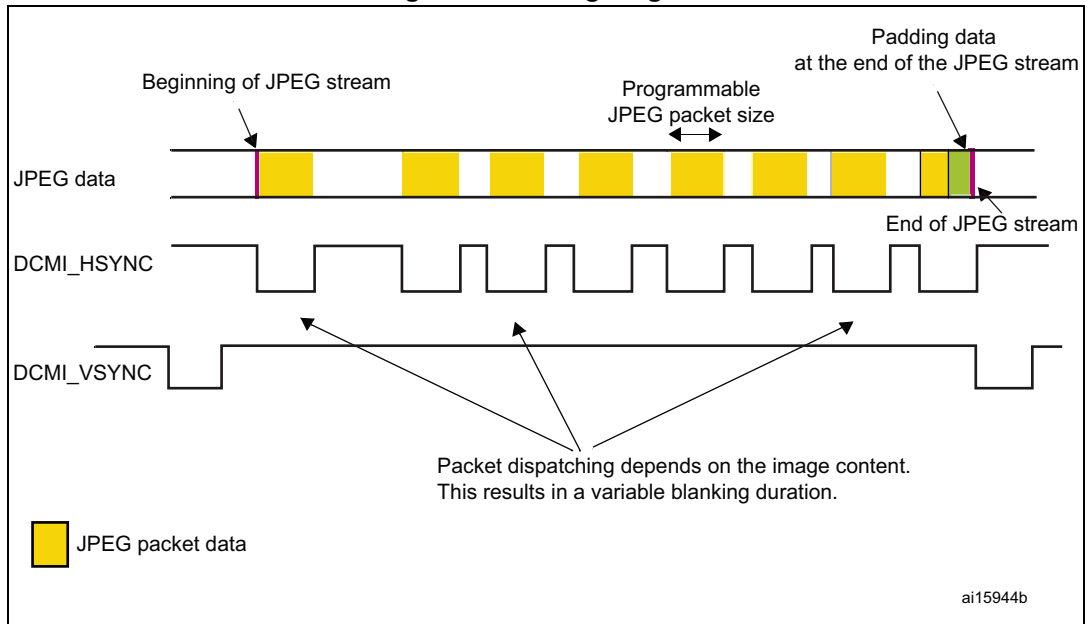 Padding data
at the end of the JPEG stream
Beginning of JPEG stream
Programmable
JPEG packet size
JPEG data
End of JPEG stream
DCMI_HSYNC
DCMI_VSYNC
Packet dispatching depends on the image content.
This results in a variable blanking duration.
JPEG packet data
ai15944b